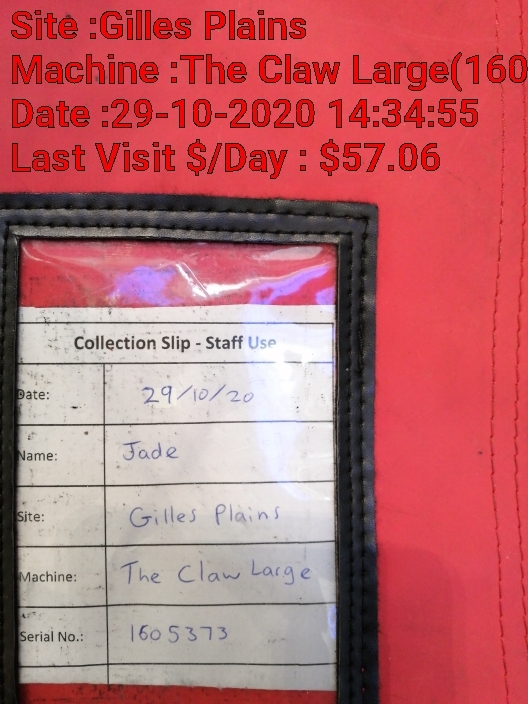 Site :Gilles Plains
Machine :The Claw Large(160
Date :29-10-2020 14:34:55
Last Visit $/Day : $57.06
Collection Slip - Staff Use
Date: 29/10/20
Name: Jade
Site: Gilles Plains
Machine: The Claw Large
Serial No.: 1605373